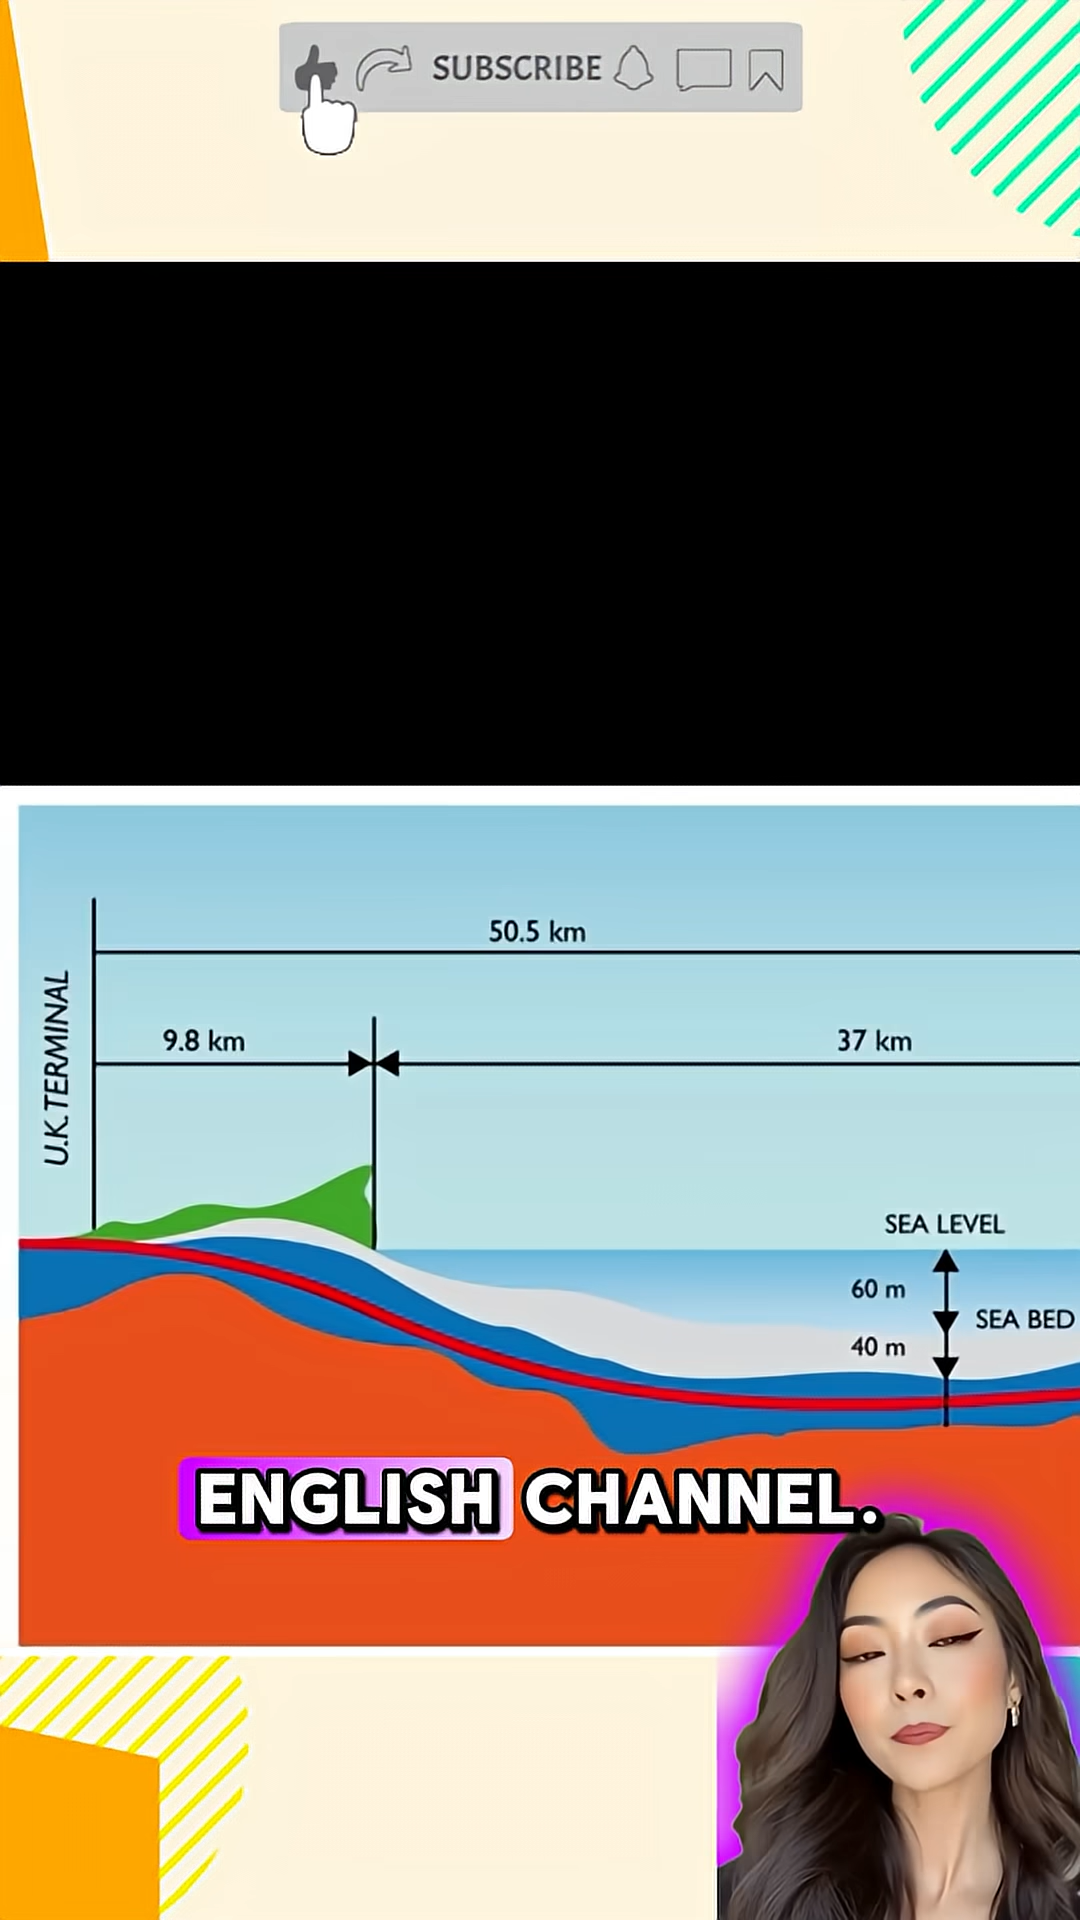 SUBSCRIBE
50.5 km
9.8 km
37 km
U.K. TERMINAL
SEA LEVEL
60 m
SEA BED
40 m
ENGLISH CHANNEL.